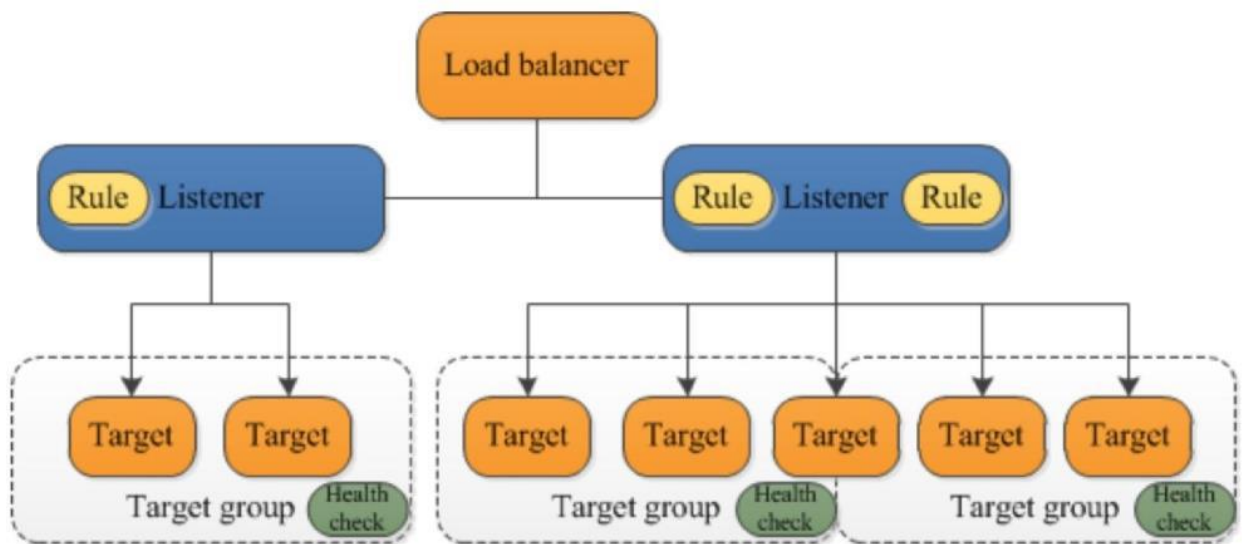 Load balancer
Rule Listener
Rule Listener Rule
Target Target
Target Target Target Target Target
Target group Health check
Target group Health check
Target group Health check